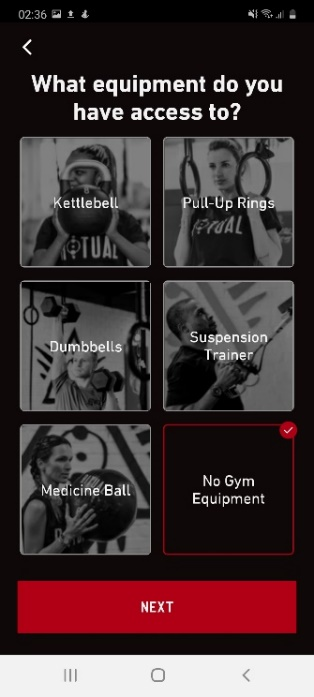 02:36
What equipment do you
have access to?
Kettlebell
Pull-Up Rings
Dumbbells
Suspension
Trainer
Medicine Ball
No Gym
Equipment
NEXT